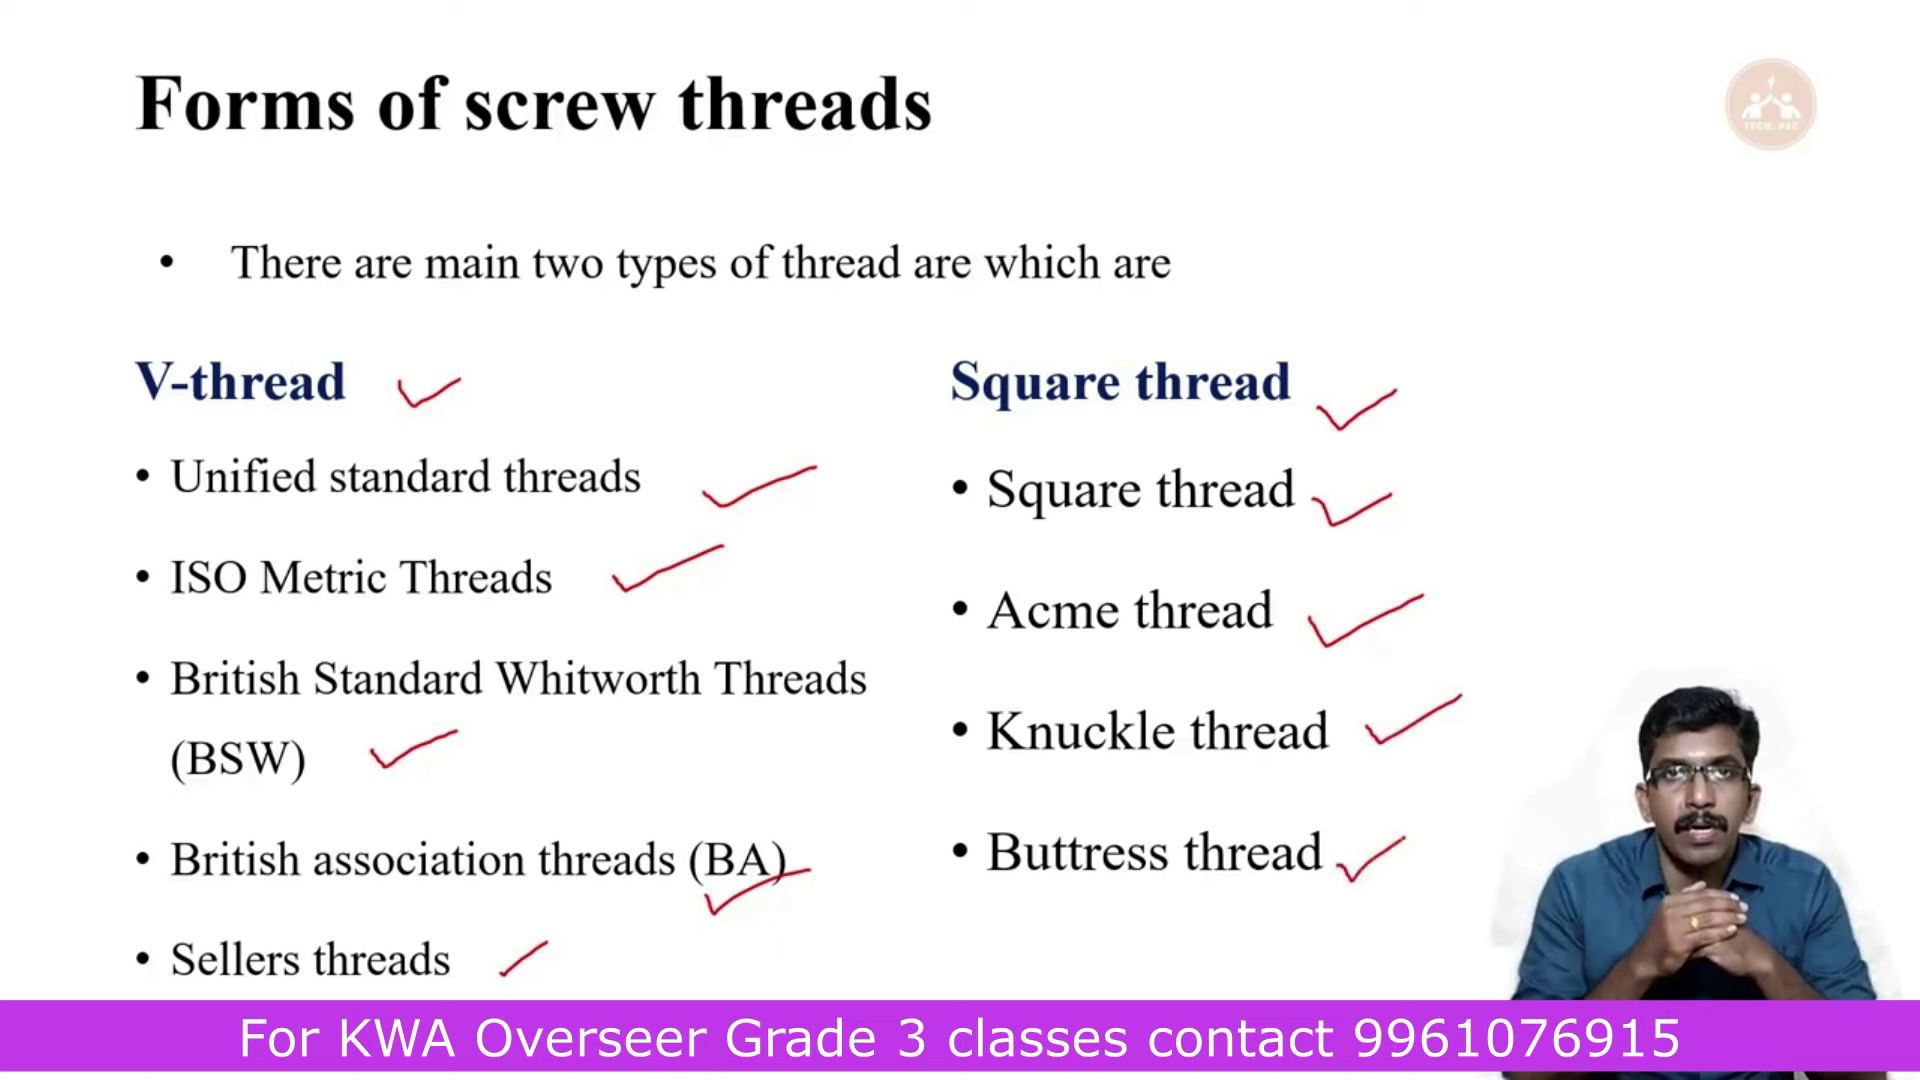 Forms of screw threads
TECH. PSC
• There are main two types of thread are which are
V-thread
• Unified standard threads
• ISO Metric Threads
• British Standard Whitworth Threads
(BSW)
• British association threads (BA)
• Sellers threads
Square thread
• Square thread
• Acme thread
• Knuckle thread
• Buttress thread
For KWA Overseer Grade 3 classes contact 9961076915